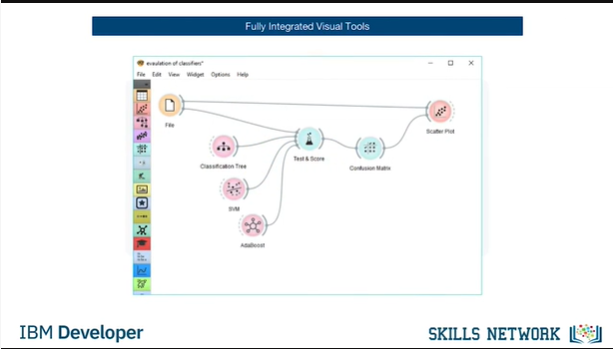 Fully Integrated Visual Tools
evaulation of classifiers*
File Edit View Widget Options Help
File
Scatter Plot
Classification Tree
Test & Score
Confusion Matrix
SVM
AdaBoost
IBM Developer
SKILLS NETWORK